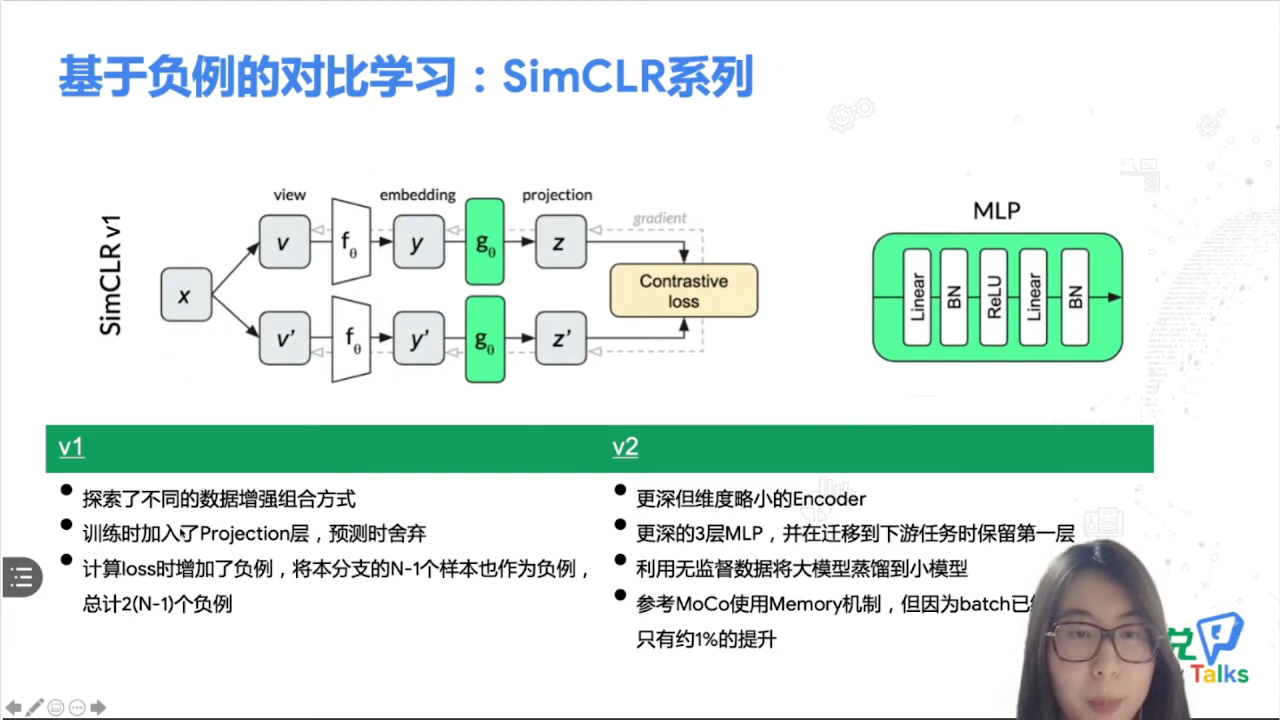 基于负例的对比学习：SimCLR系列
SimCLR v1
view
embedding
projection
gradient
x
v
fθ
y
gθ
z
Contrastive
loss
v'
fθ
y'
gθ
z'
MLP
Linear
BN
ReLU
Linear
BN
v1
探索了不同的数据增强组合方式
训练时加入了Projection层，预测时舍弃
计算loss时增加了负例，将本分支的N-1个样本也作为负例，
总计2(N-1)个负例
v2
更深但维度略小的Encoder
更深的3层MLP，并在迁移到下游任务时保留第一层
利用无监督数据将大模型蒸馏到小模型
参考MoCo使用Memory机制，但因为batch已
只有约1%的提升
Talks